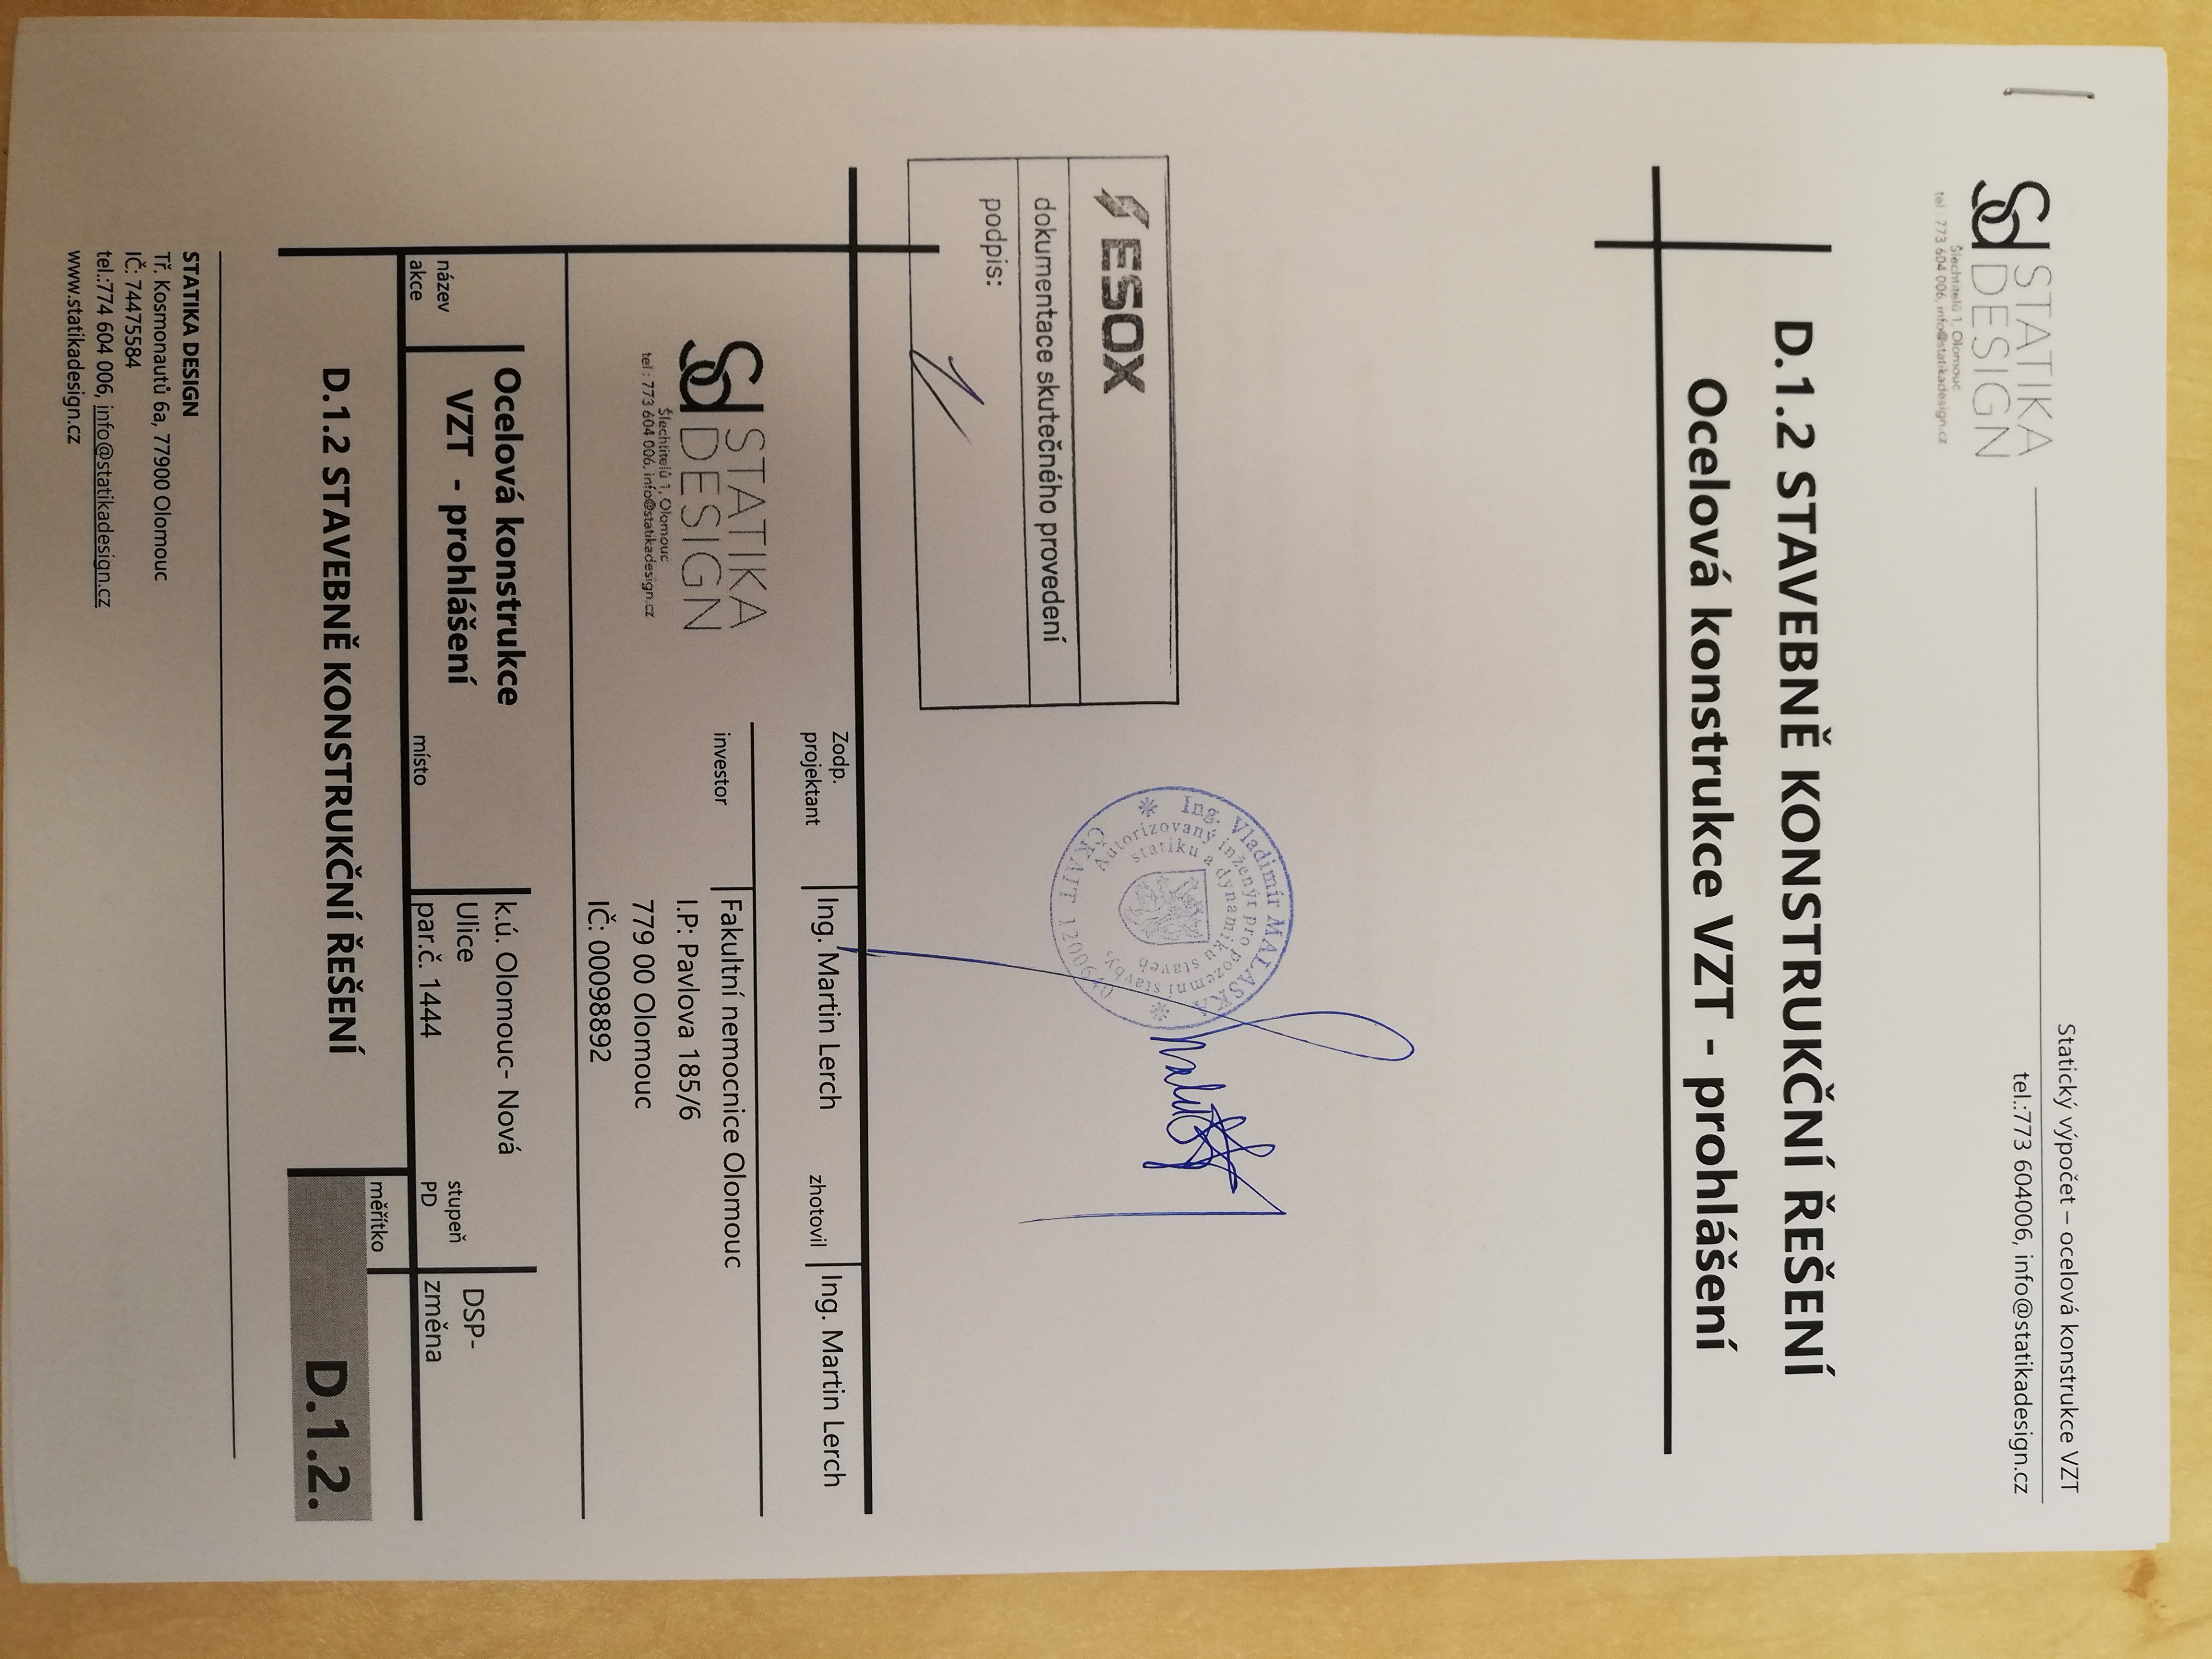 STATIKA
DESIGN
Šlechtitelů 1, Olomouc
tel : 773 604 006, info@statikadesign.cz
Statický výpočet – ocelová konstrukce VZT
tel.:773 604006, info@statikadesign.cz
D.1.2 STAVEBNĚ KONSTRUKČNÍ ŘEŠENÍ
Ocelová konstrukce VZT - prohlášení
ESOX
dokumentace skutečného provedení
podpis:
Ing. Vladimír MALASKA
Autorizovaný inženýr pro pozemní stavby,
statiku a dynamiku staveb
ČKAIT 1200901
Zodp.
projektant
Ing. Martin Lerch
zhotovil
Ing. Martin Lerch
STATIKA
DESIGN
Šlechtitelů 1, Olomouc
tel : 773 604 006, info@statikadesign.cz
investor
Fakultní nemocnice Olomouc
I.P: Pavlova 185/6
779 00 Olomouc
IČ: 00098892
název
akce
Ocelová konstrukce
VZT - prohlášení
místo
k.ú. Olomouc- Nová
Ulice
par.č. 1444
stupeň
PD
DSP-
změna
D.1.2 STAVEBNĚ KONSTRUKČNÍ ŘEŠENÍ
měřítko
D.1.2.
STATIKA DESIGN
Tř. Kosmonautů 6a, 77900 Olomouc
IČ: 74475584
tel.:774 604 006, info@statikadesign.cz
www.statikadesign.cz